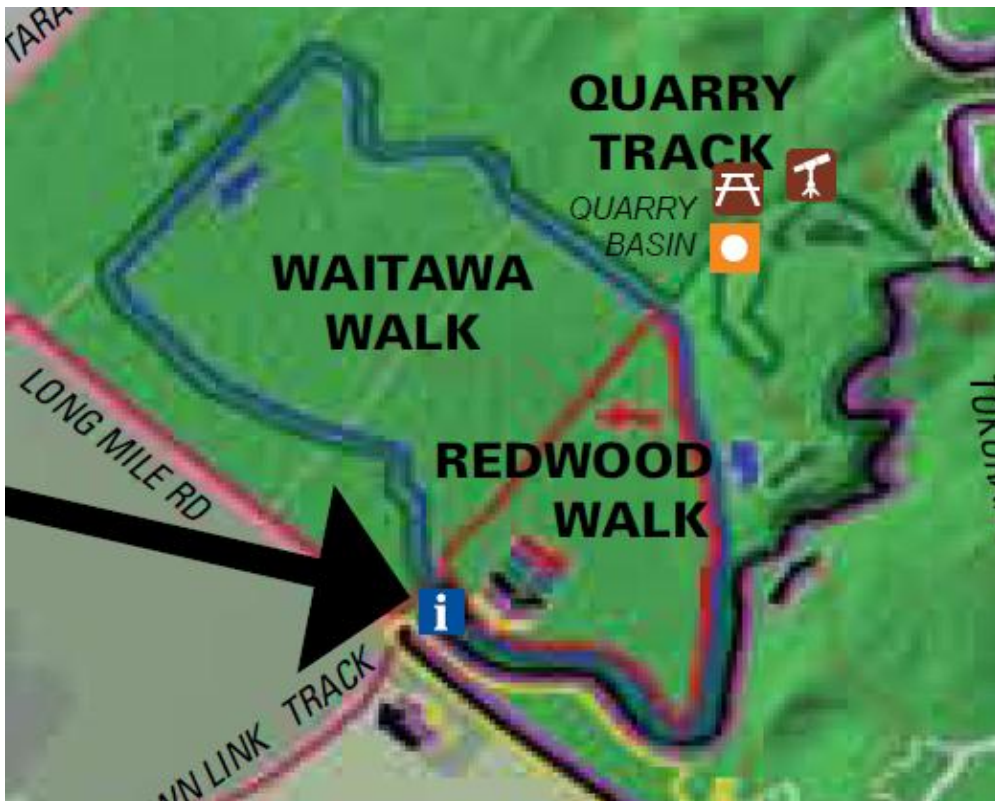 QUARRY
TRACK
QUARRY
BASIN
WAITAWA
WALK
LONG MILE RD
REDWOOD
WALK
i
LINK TRACK